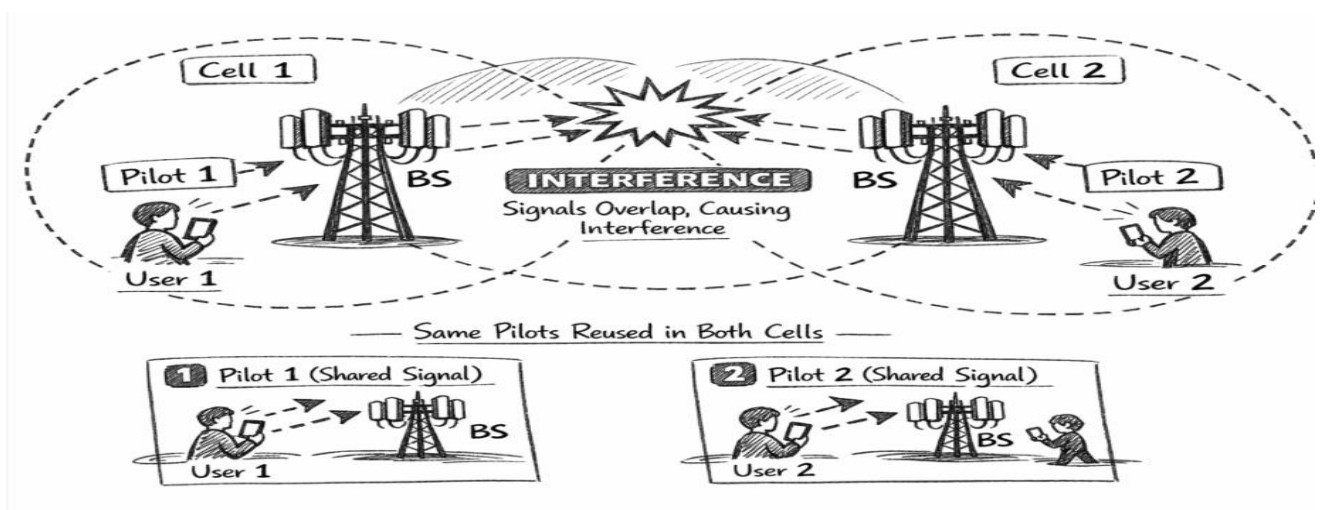 Cell 1
Cell 2
Pilot 1
BS
INTERFERENCE
BS
Pilot 2
Signals Overlap, Causing
Interference
User 1
User 2
Same Pilots Reused in Both Cells
1 Pilot 1 (Shared Signal)
BS
User 1
2 Pilot 2 (Shared Signal)
BS
User 2